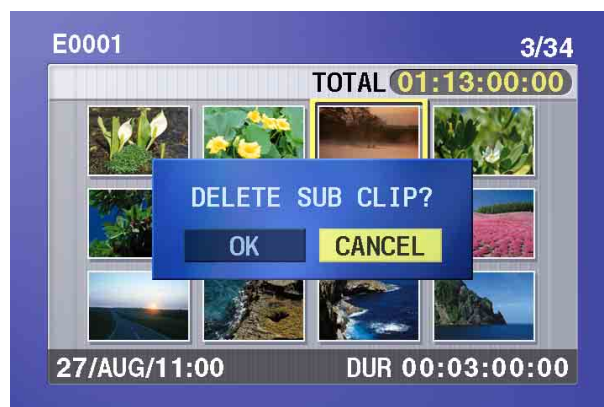 E0001 3/34
TOTAL 01:13:00:00
DELETE SUB CLIP?
OK CANCEL
27/AUG/11:00 DUR 00:03:00:00